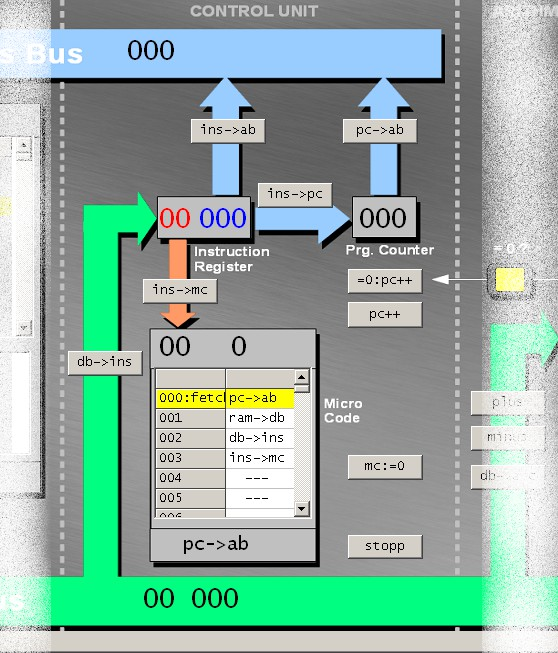 CONTROL UNIT
s Bus 000
ins->ab
pc->ab
ins->pc
00 000
000
Instruction
Register
Prg. Counter
= 0 ?
=0:pc++
ins->mc
pc++
00 0
db->ins
000:fetch pc->ab
001 ram->db
002 db->ins
003 ins->mc
004 ---
005 ---
006
Micro
Code
plus
minus
mc:=0
pc->ab
stopp
us 00 000